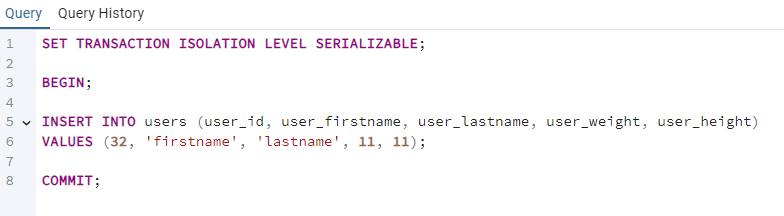 Query Query History
1 SET TRANSACTION ISOLATION LEVEL SERIALIZABLE;
2
3 BEGIN;
4
5 INSERT INTO users (user_id, user_firstname, user_lastname, user_weight, user_height)
6 VALUES (32, 'firstname', 'lastname', 11, 11);
7
8 COMMIT;